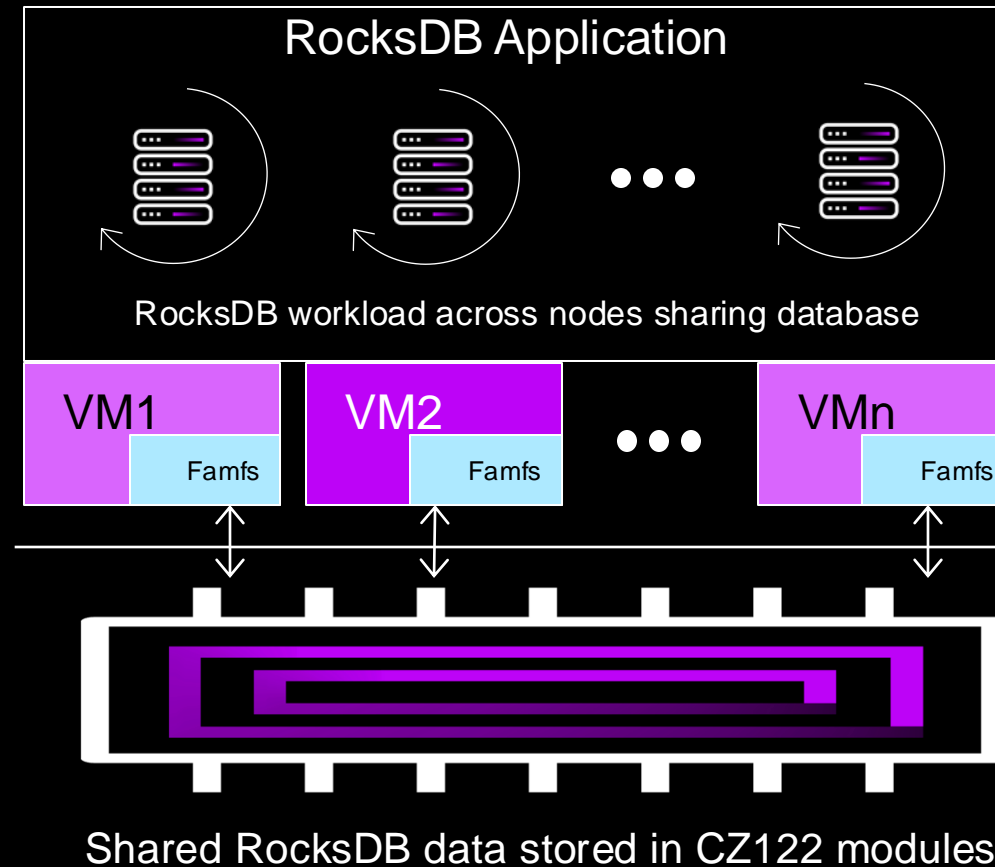 RocksDB Application
RocksDB workload across nodes sharing database
VM1
VM2
VMn
Famfs
Famfs
Famfs
Shared RocksDB data stored in CZ122 modules